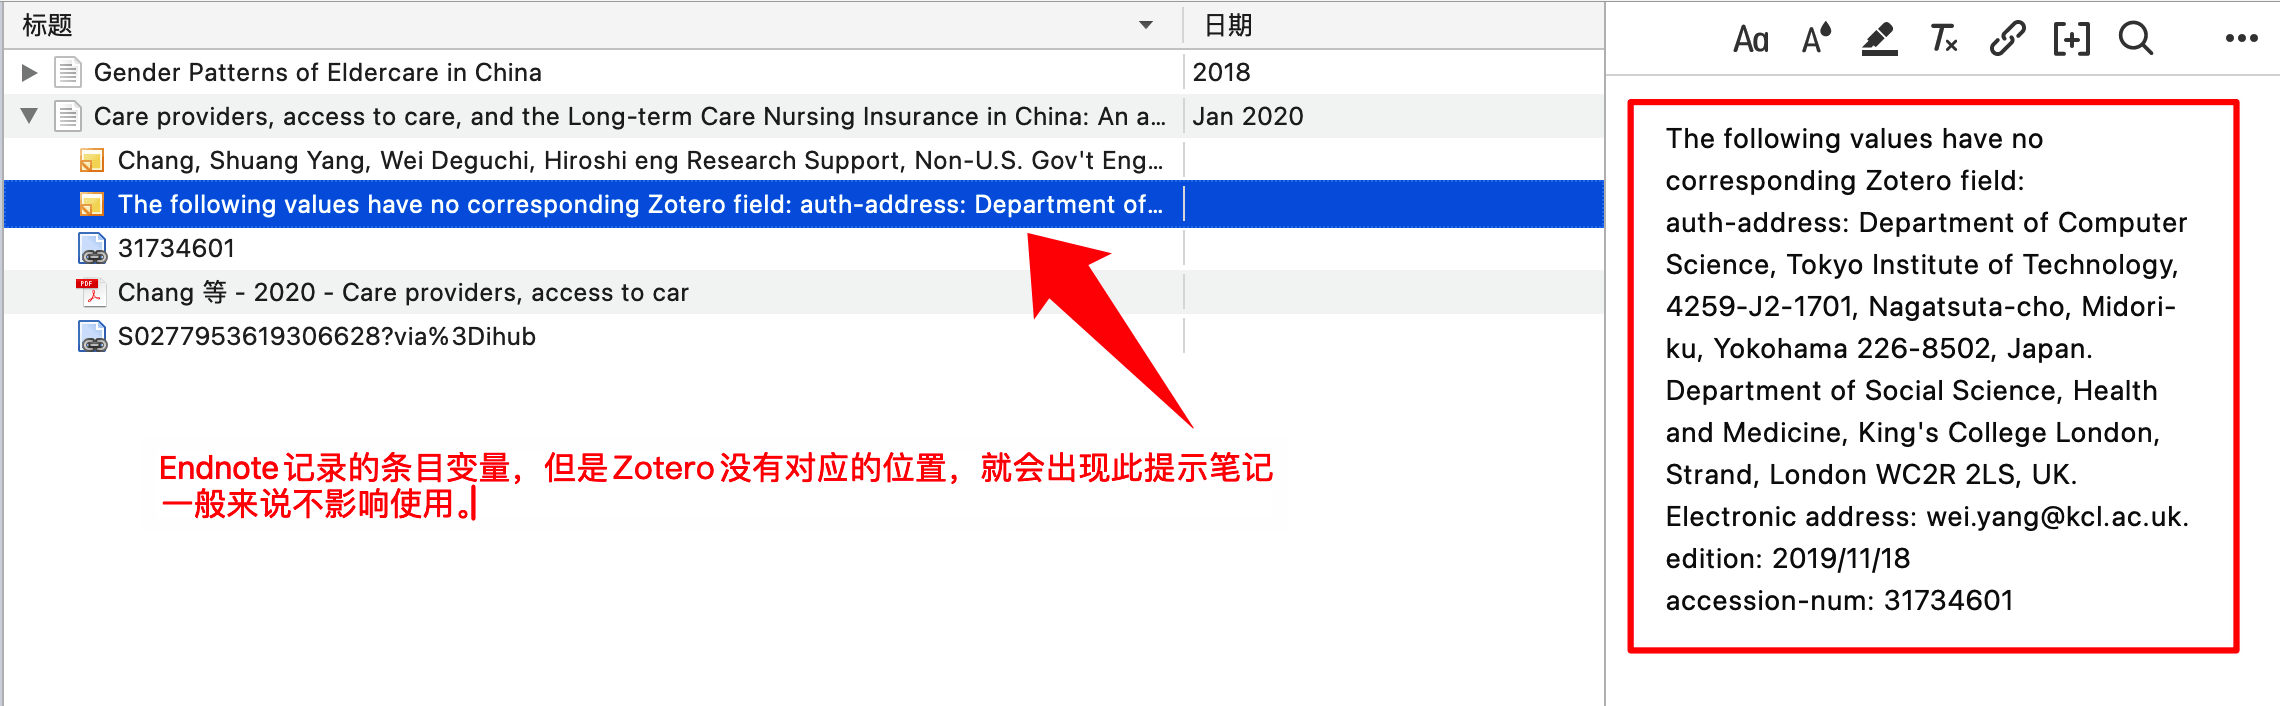 标题
日期
Gender Patterns of Eldercare in China
2018
Care providers, access to care, and the Long-term Care Nursing Insurance in China: An a...
Jan 2020
Chang, Shuang Yang, Wei Deguchi, Hiroshi eng Research Support, Non-U.S. Gov't Eng...
The following values have no corresponding Zotero field: auth-address: Department of...
31734601
PDF
Chang 等 - 2020 - Care providers, access to car
S0277953619306628?via%3Dihub
Endnote记录的条目变量，但是Zotero没有对应的位置，就会出现此提示笔记
一般来说不影响使用。
Aa
A
Tx
The following values have no
corresponding Zotero field:
auth-address: Department of Computer
Science, Tokyo Institute of Technology,
4259-J2-1701, Nagatsuta-cho, Midori-
ku, Yokohama 226-8502, Japan.
Department of Social Science, Health
and Medicine, King's College London,
Strand, London WC2R 2LS, UK.
Electronic address: wei.yang@kcl.ac.uk.
edition: 2019/11/18
accession-num: 31734601